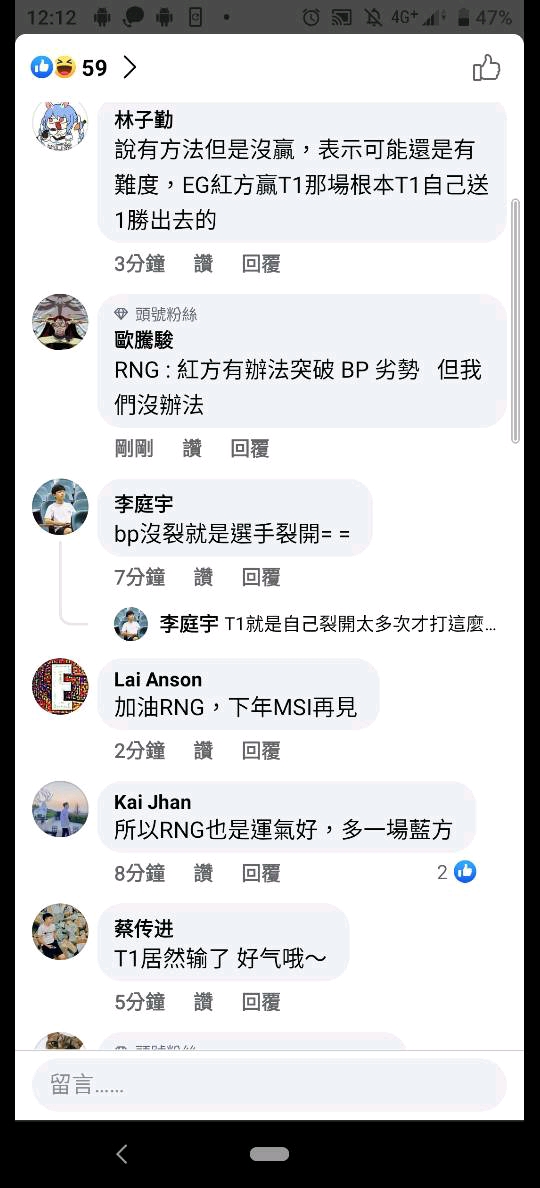 12:12
4G+
47%
59
林子勤
說有方法但是沒贏，表示可能還是有
難度，EG紅方贏T1那場根本T1自己送
1勝出去的
3分鐘 讚 回覆
頭號粉絲
歐騰駿
RNG : 紅方有辦法突破 BP 劣勢 但我
們沒辦法
剛剛 讚 回覆
李庭宇
bp沒裂就是選手裂開= =
7分鐘 讚 回覆
李庭宇 T1就是自己裂開太多次才打這麼...
Lai Anson
加油RNG，下年MSI再見
2分鐘 讚 回覆
Kai Jhan
所以RNG也是運氣好，多一場藍方
8分鐘 讚 回覆 2
蔡传进
T1居然输了 好气哦～
5分鐘 讚 回覆
留言......